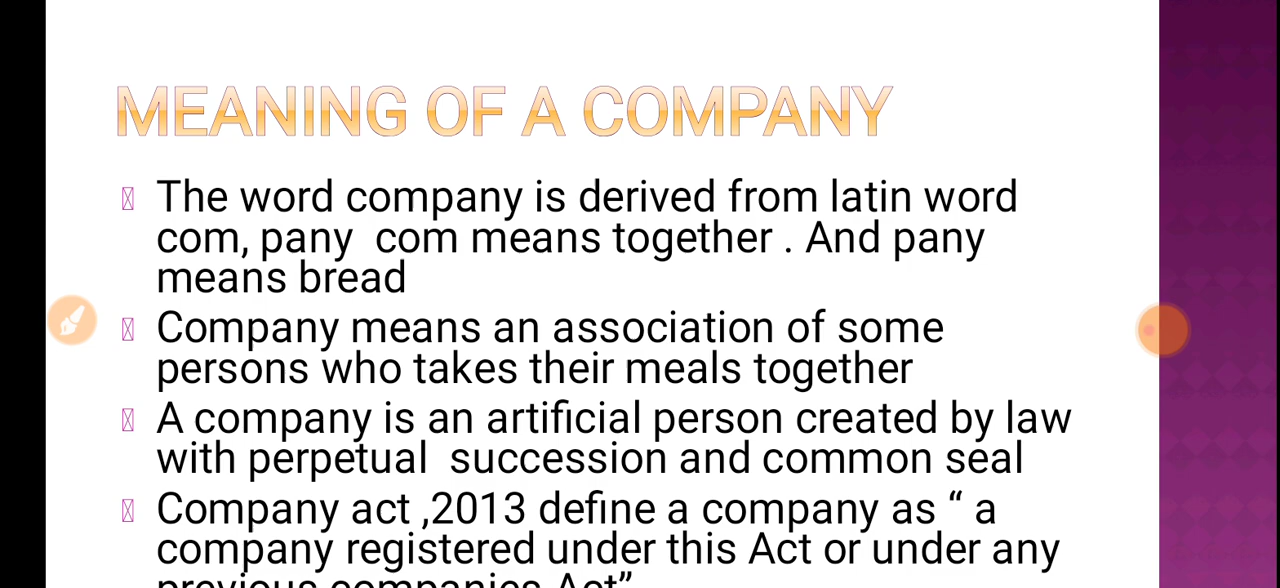 MEANING OF A COMPANY
The word company is derived from latin word
com, pany  com means together . And pany
means bread
Company means an association of some
persons who takes their meals together
A company is an artificial person created by law
with perpetual  succession and common seal
Company act ,2013 define a company as “ a
company registered under this Act or under any
previous companies Act”